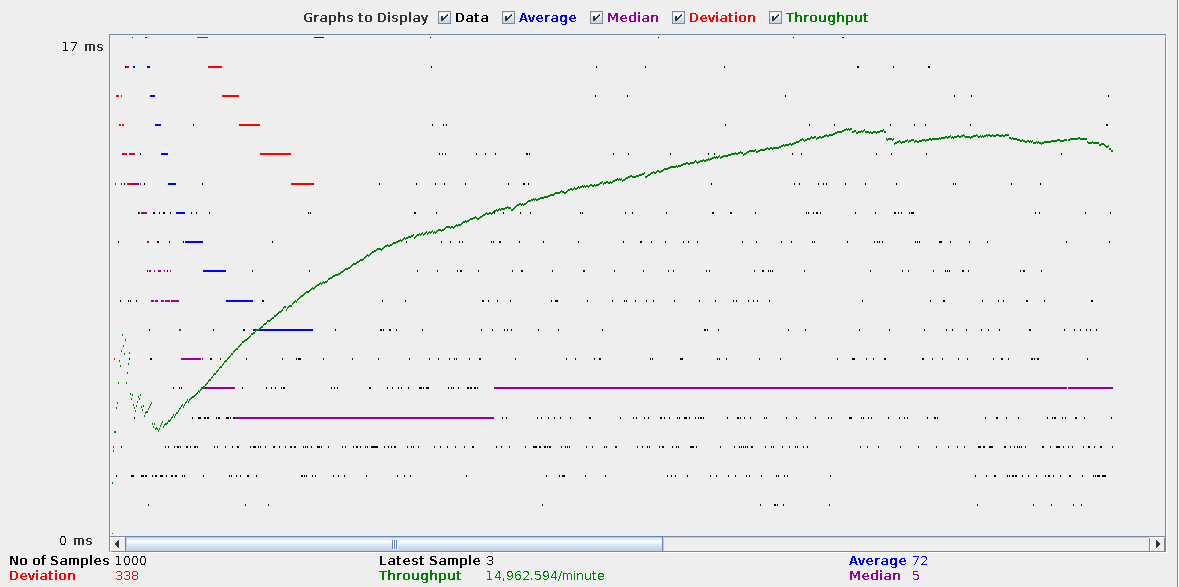 Graphs to Display Data Average Median Deviation Throughput
17 ms
0 ms
No of Samples 1000 Latest Sample 3 Average 72
Deviation 338 Throughput 14,962.594/minute Median 5